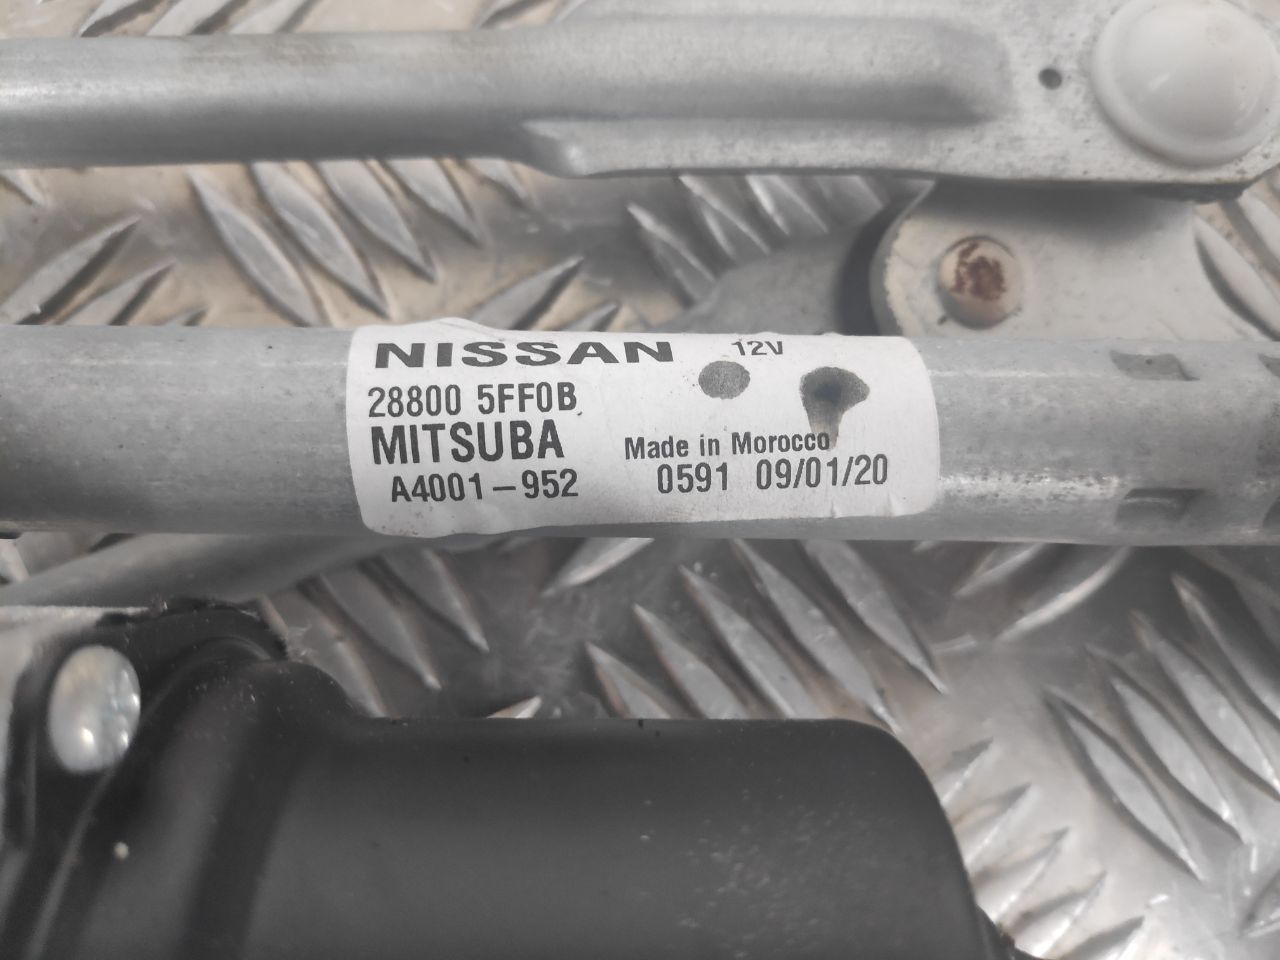 NISSAN 12V
28800 5FF0B
MITSUBA Made in Morocco
A4001-952 0591 09/01/20